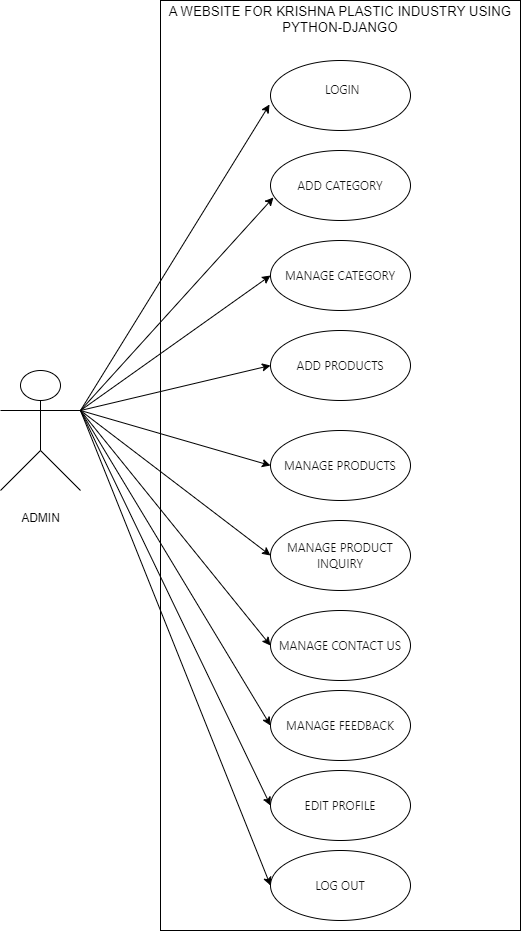 A WEBSITE FOR KRISHNA PLASTIC INDUSTRY USING
PYTHON-DJANGO
LOGIN
ADD CATEGORY
MANAGE CATEGORY
ADD PRODUCTS
MANAGE PRODUCTS
ADMIN
MANAGE PRODUCT
INQUIRY
MANAGE CONTACT US
MANAGE FEEDBACK
EDIT PROFILE
LOG OUT